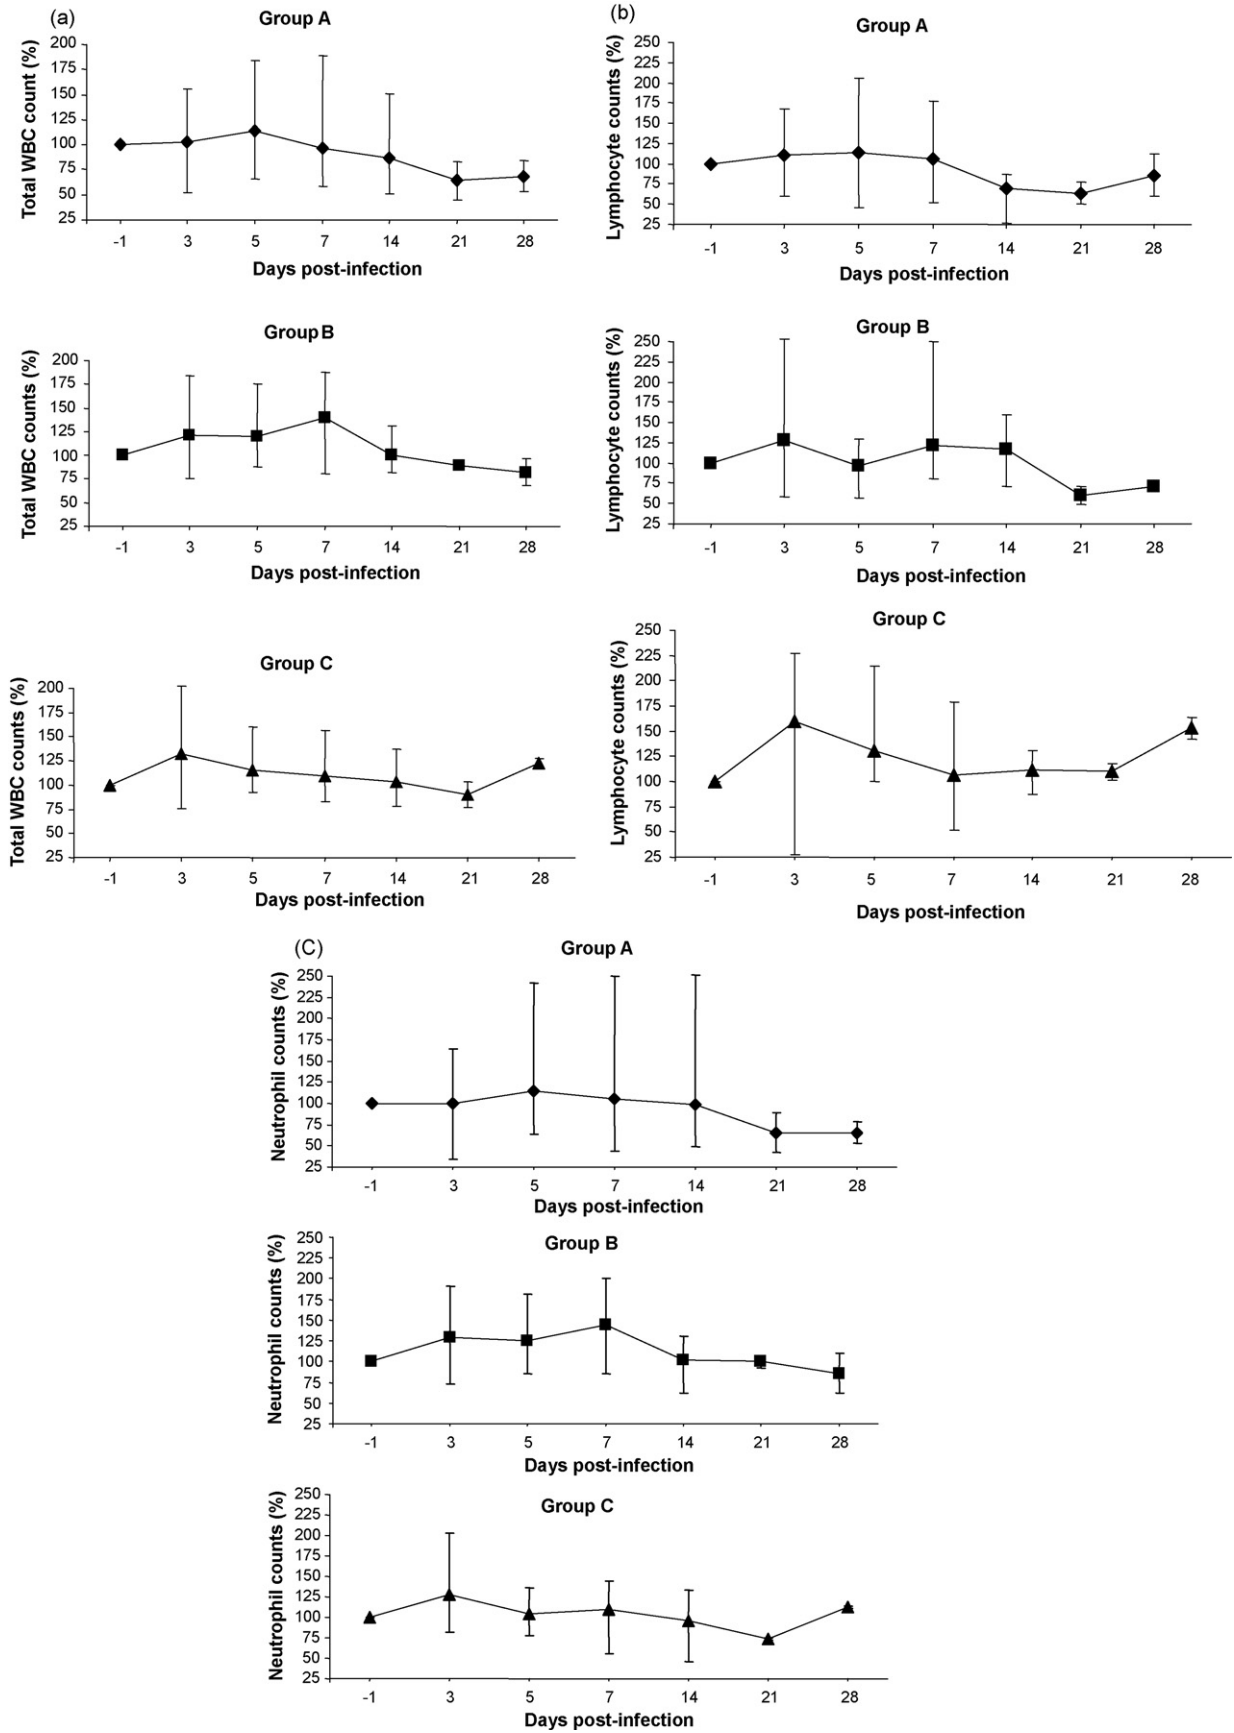 (a)
Group A
Total WBC count (%)
200
175
150
125
100
75
50
25
-1 3 5 7 14 21 28
Days post-infection
Group B
Total WBC counts (%)
200
175
150
125
100
75
50
25
-1 3 5 7 14 21 28
Days post-infection
Group C
Total WBC counts (%)
200
175
150
125
100
75
50
25
-1 3 5 7 14 21 28
Days post-infection
(b)
Group A
Lymphocyte counts (%)
250
225
200
175
150
125
100
75
50
25
-1 3 5 7 14 21 28
Days post-infection
Group B
Lymphocyte counts (%)
250
225
200
175
150
125
100
75
50
25
-1 3 5 7 14 21 28
Days post-infection
Group C
Lymphocyte counts (%)
250
225
200
175
150
125
100
75
50
25
-1 3 5 7 14 21 28
Days post-infection
(C)
Group A
Neutrophil counts (%)
250
225
200
175
150
125
100
75
50
25
-1 3 5 7 14 21 28
Days post-infection
Group B
Neutrophil counts (%)
250
225
200
175
150
125
100
75
50
25
-1 3 5 7 14 21 28
Days post-infection
Group C
Neutrophil counts (%)
250
225
200
175
150
125
100
75
50
25
-1 3 5 7 14 21 28
Days post-infection